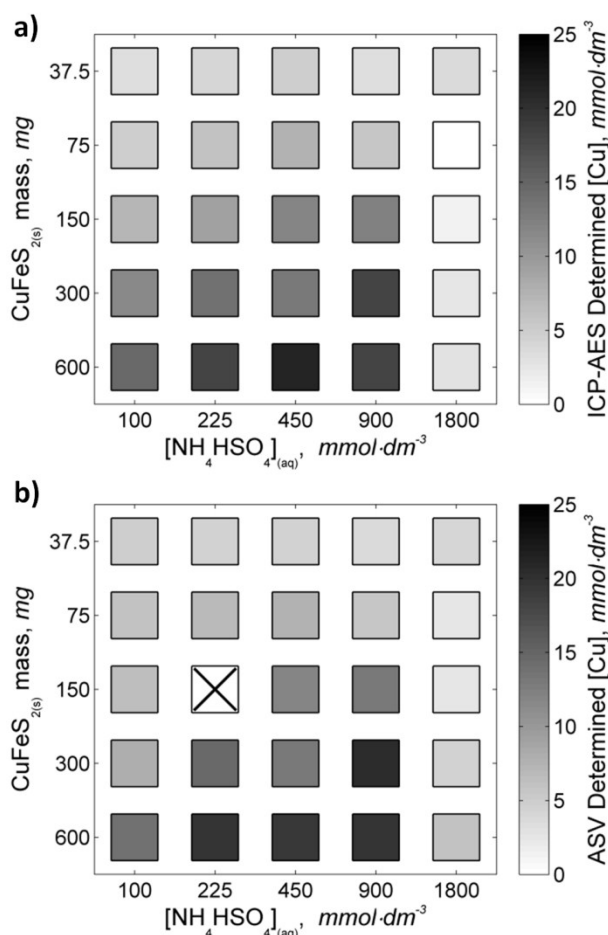 a)
CuFeS2(s) mass, mg
37.5
75
150
300
600
100 225 450 900 1800
[NH4HSO4](aq), mmol·dm-3
25
20
15
10
5
0
ICP-AES Determined [Cu], mmol·dm-3
b)
CuFeS2(s) mass, mg
37.5
75
150
300
600
100 225 450 900 1800
[NH4HSO4](aq), mmol·dm-3
25
20
15
10
5
0
ASV Determined [Cu], mmol·dm-3